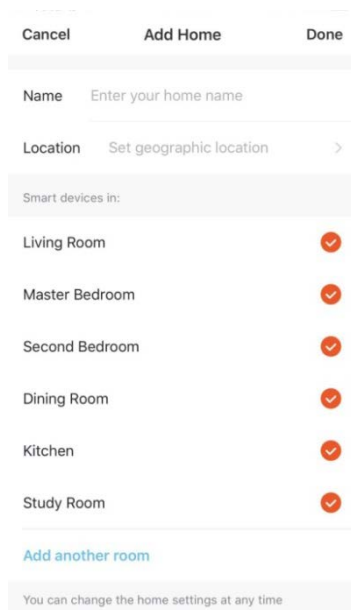 Cancel Add Home Done
Name Enter your home name
Location Set geographic location
Smart devices in:
Living Room
Master Bedroom
Second Bedroom
Dining Room
Kitchen
Study Room
Add another room
You can change the home settings at any time